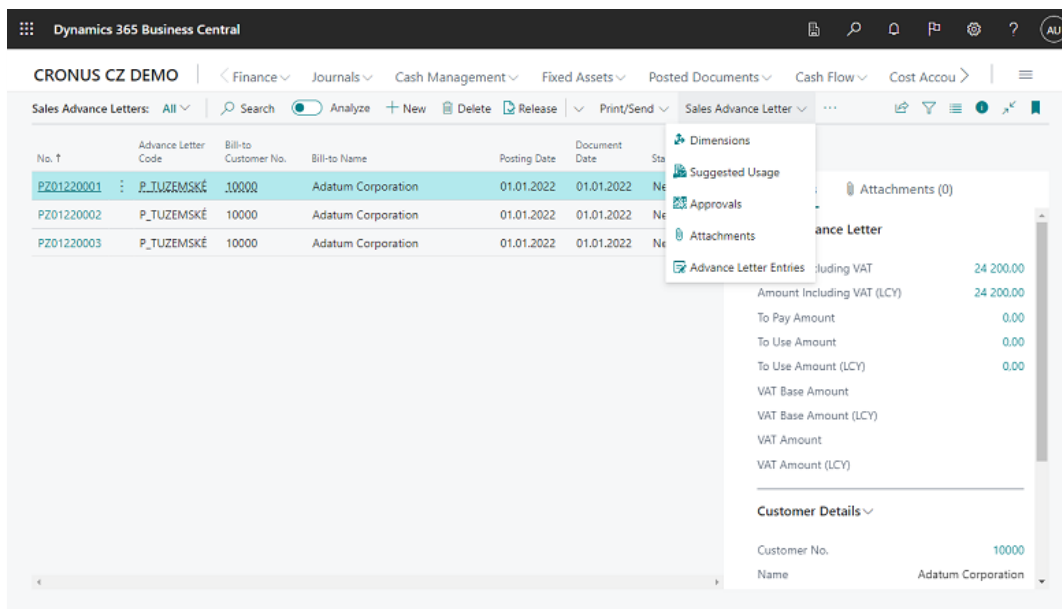 Dynamics 365 Business Central ? AU
CRONUS CZ DEMO Finance Journals Cash Management Fixed Assets Posted Documents Cash Flow Cost Accou
Sales Advance Letters: All Search Analyze + New Delete Release Print/Send Sales Advance Letter ...
Dimensions
Suggested Usage
Approvals
Attachments
Advance Letter Entries
No. ↑ Advance Letter Code Bill-to Customer No. Bill-to Name Posting Date Document Date Sta
PZ01220001 P_TUZEMSKÉ 10000 Adatum Corporation 01.01.2022 01.01.2022 Ne
PZ01220002 P_TUZEMSKÉ 10000 Adatum Corporation 01.01.2022 01.01.2022 Ne
PZ01220003 P_TUZEMSKÉ 10000 Adatum Corporation 01.01.2022 01.01.2022 Ne
s Attachments (0)
ance Letter
cluding VAT 24 200,00
Amount Including VAT (LCY) 24 200,00
To Pay Amount 0,00
To Use Amount 0,00
To Use Amount (LCY) 0,00
VAT Base Amount
VAT Base Amount (LCY)
VAT Amount
VAT Amount (LCY)
Customer Details
Customer No. 10000
Name Adatum Corporation